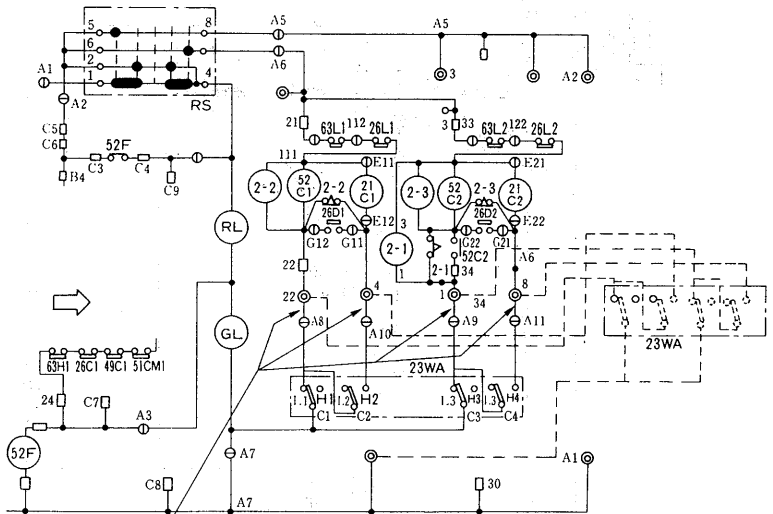 5 8 A5 A5
6
2
A1 1 4 A6 3 A2
RS
A2
C5
C6
52F
C3 C4
B4 C9
21 63L1 112 26L1
3 33 63L2 122 26L2
111 E11 E21
2-2 52 C1 2-2 21 C1 2-3 52 C2 2-3 21 C2
26D1 26D2
E12 E22
G12 G11 G22 G21
3 2-1 1
2-1 52C2
A6
RL
22 34
22 4 1 34 8
GL
A8 A10 A9 A11
23WA
23WA
63H1 26C1 49C1 51CM1
24 C7 A3
L1 H1 L2 H2 L3 H3 L3 H4
C1 C2 C3 C4
52F
A7
A1
C8 A7 30